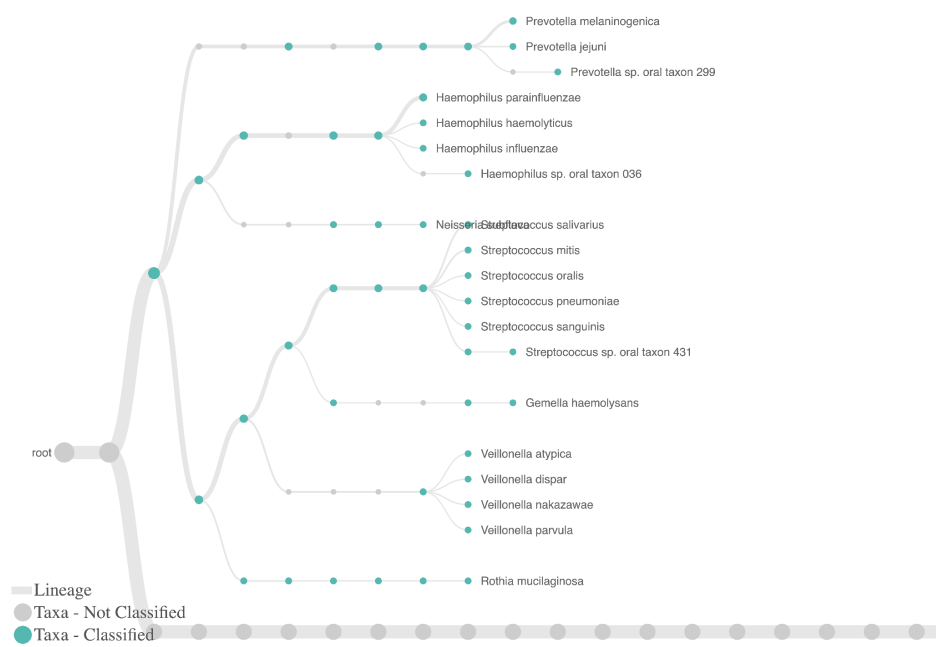 Prevotella melaninogenica
Prevotella jejuni
Prevotella sp. oral taxon 299
Haemophilus parainfluenzae
Haemophilus haemolyticus
Haemophilus influenzae
Haemophilus sp. oral taxon 036
Neisseria subflava
Streptococcus salivarius
Streptococcus mitis
Streptococcus oralis
Streptococcus pneumoniae
Streptococcus sanguinis
Streptococcus sp. oral taxon 431
Gemella haemolysans
root
Veillonella atypica
Veillonella dispar
Veillonella nakazawae
Veillonella parvula
Rothia mucilaginosa
Lineage
Taxa - Not Classified
Taxa - Classified